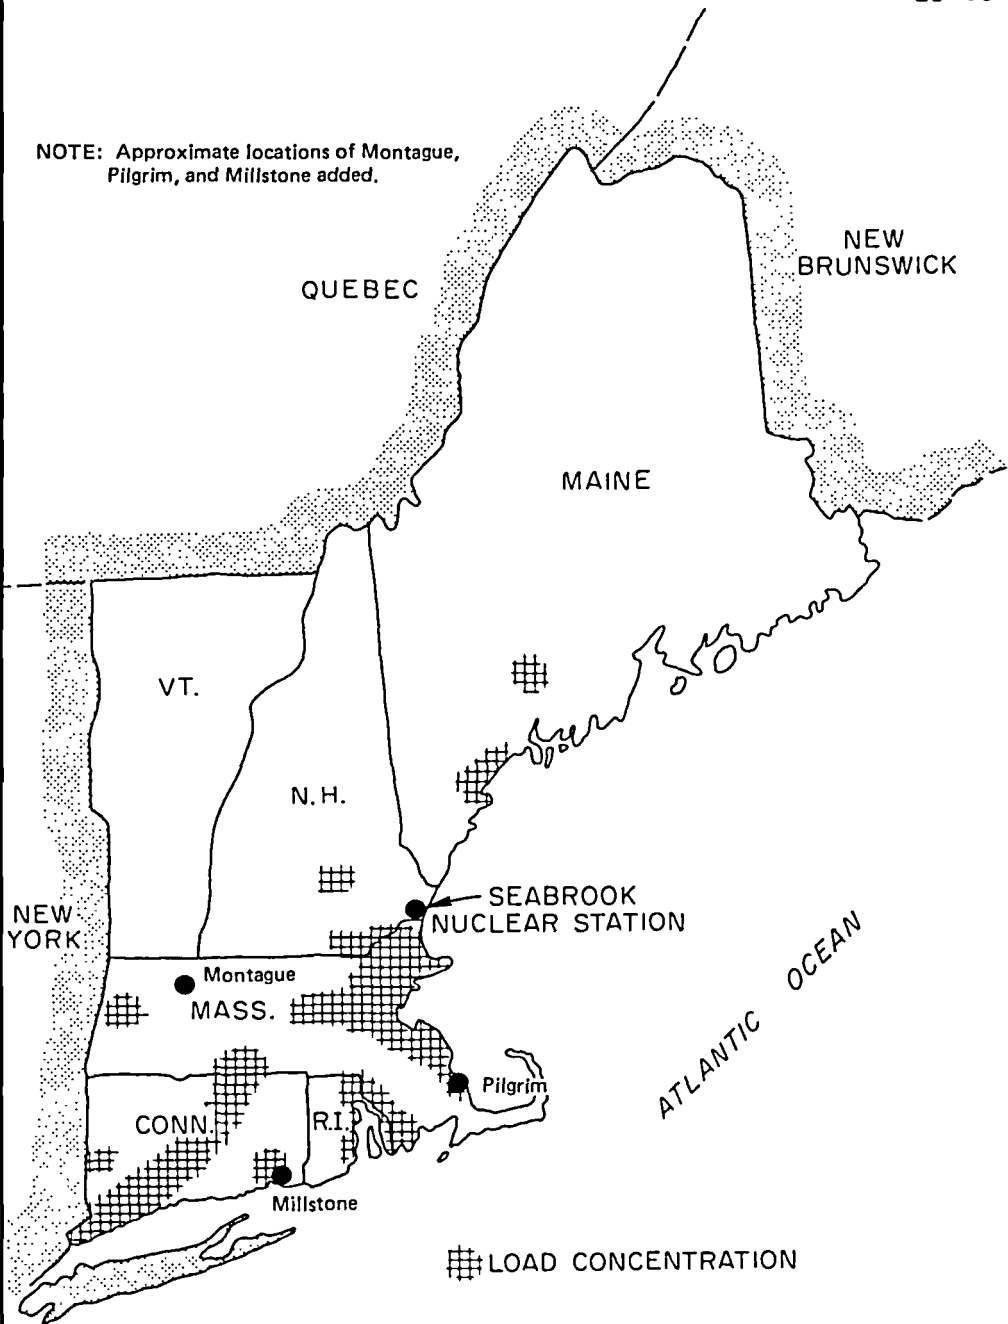 NOTE: Approximate locations of Montague,
Pilgrim, and Millstone added.
QUEBEC
NEW
BRUNSWICK
MAINE
VT.
N.H.
SEABROOK
NUCLEAR STATION
NEW
YORK
Montague
MASS.
ATLANTIC OCEAN
Pilgrim
CONN.
R.I.
Millstone
LOAD CONCENTRATION